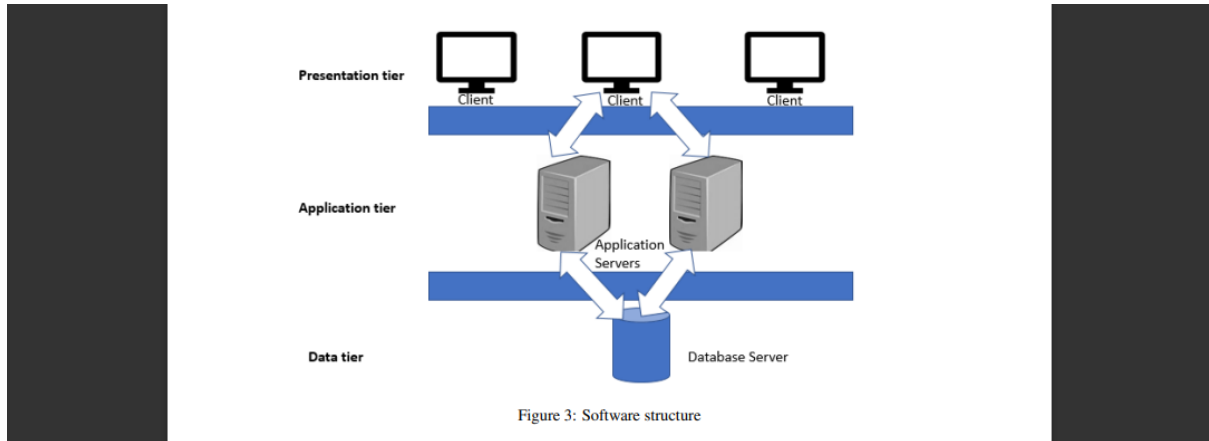 Presentation tier
Client
Client
Client
Application tier
Application
Servers
Data tier
Database Server
Figure 3: Software structure